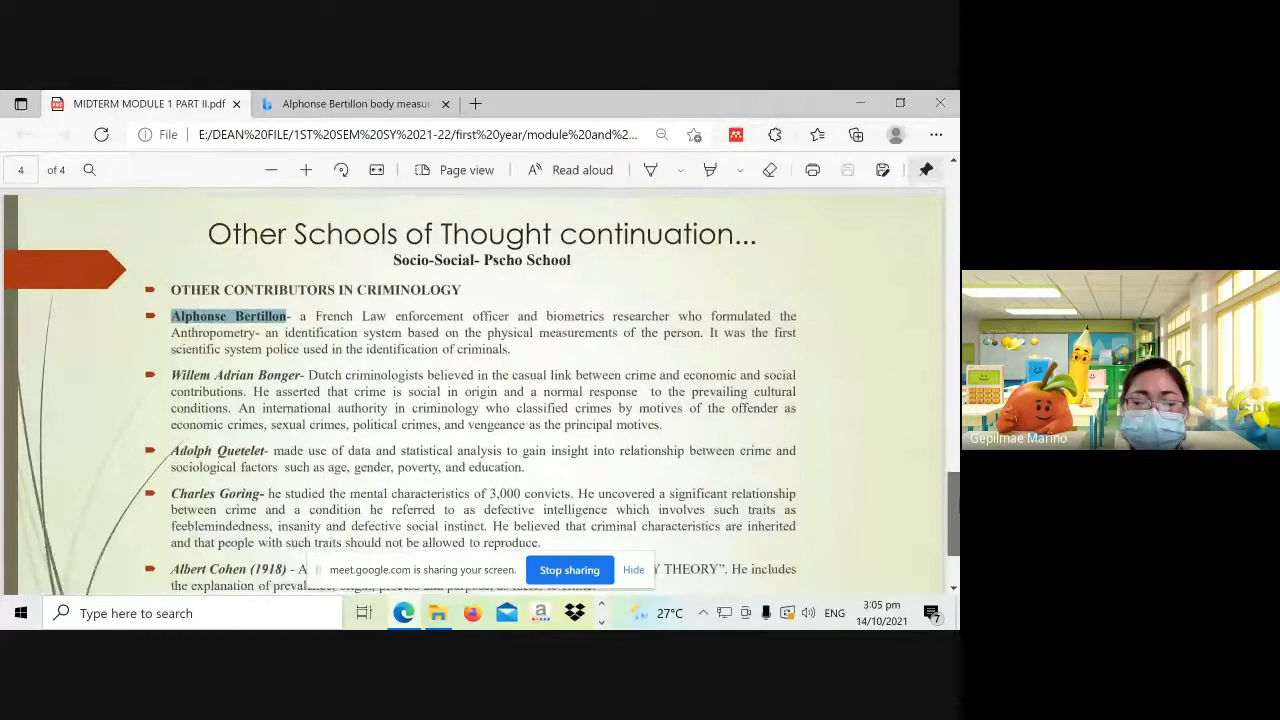 MIDTERM MODULE 1 PART II.pdf
Alphonse Bertillon body measu
File
E:/DEAN%20FILE/1ST%20SEM%20SY%2021-22/first%20year/module%20and%2...
4 of 4
Page view
Read aloud
Other Schools of Thought continuation...
Socio-Social- Pscho School
OTHER CONTRIBUTORS IN CRIMINOLOGY
Alphonse Bertillon- a French Law enforcement officer and biometrics researcher who formulated the
Anthropometry- an identification system based on the physical measurements of the person. It was the first
scientific system police used in the identification of criminals.
Willem Adrian Bonger- Dutch criminologists believed in the casual link between crime and economic and social
contributions. He asserted that crime is social in origin and a normal response to the prevailing cultural
conditions. An international authority in criminology who classified crimes by motives of the offender as
economic crimes, sexual crimes, political crimes, and vengeance as the principal motives.
Adolph Quetelet- made use of data and statistical analysis to gain insight into relationship between crime and
sociological factors such as age, gender, poverty, and education.
Charles Goring- he studied the mental characteristics of 3,000 convicts. He uncovered a significant relationship
between crime and a condition he referred to as defective intelligence which involves such traits as
feeblemindedness, insanity and defective social instinct. He believed that criminal characteristics are inherited
and that people with such traits should not be allowed to reproduce.
Albert Cohen (1918) - A
Y THEORY". He includes
the explanation of
meet.google.com is sharing your screen.
Stop sharing
Hide
Type here to search
a
27°C
ENG
3:05 pm
14/10/2021
7
Gepilmae Marino